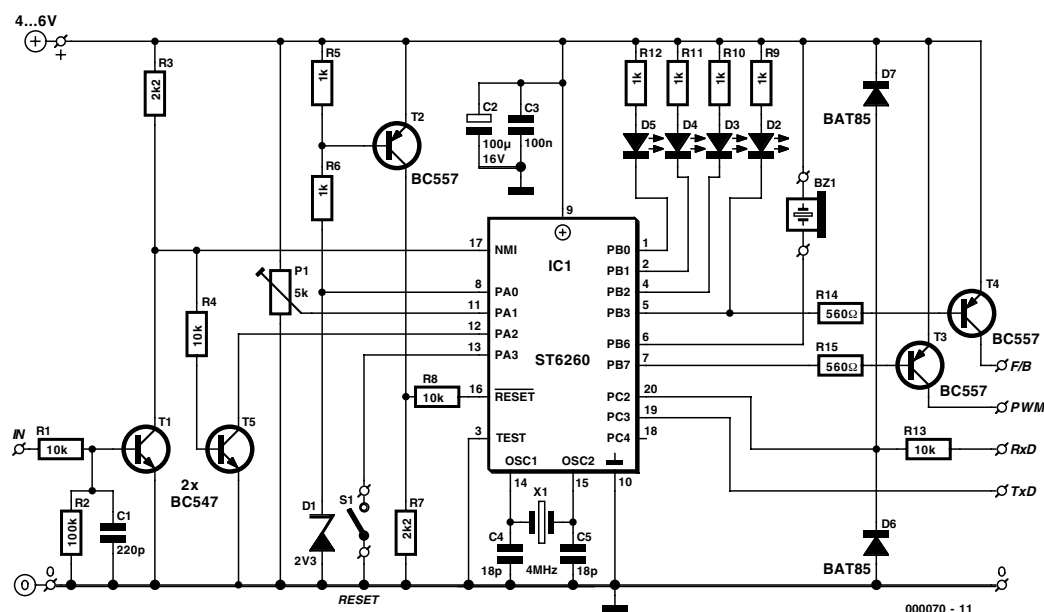 4...6V
+
+
R3
2k2
R5
1k
R6
1k
T2
BC557
C2
100µ
16V
C3
100n
R12
1k
R11
1k
R10
1k
R9
1k
D5
D4
D3
D2
D7
BAT85
BZ1
9
+
IC1
ST6260
17
NMI
8
PA0
11
PA1
12
PA2
13
PA3
16
RESET
3
TEST
PB0
1
PB1
2
PB2
4
PB3
5
PB6
6
PB7
7
PC2
20
PC3
19
PC4
18
OSC1
14
OSC2
15
10
P1
5k
R4
10k
R8
10k
R14
560Ω
R15
560Ω
T4
BC557
T3
BC557
F/B
PWM
R13
10k
RxD
TxD
IN
R1
10k
T1
T5
2x
BC547
R2
100k
C1
220p
D1
2V3
S1
R7
2k2
X1
4MHz
C4
18p
C5
18p
D6
BAT85
0
0
0
RESET
000070 - 11